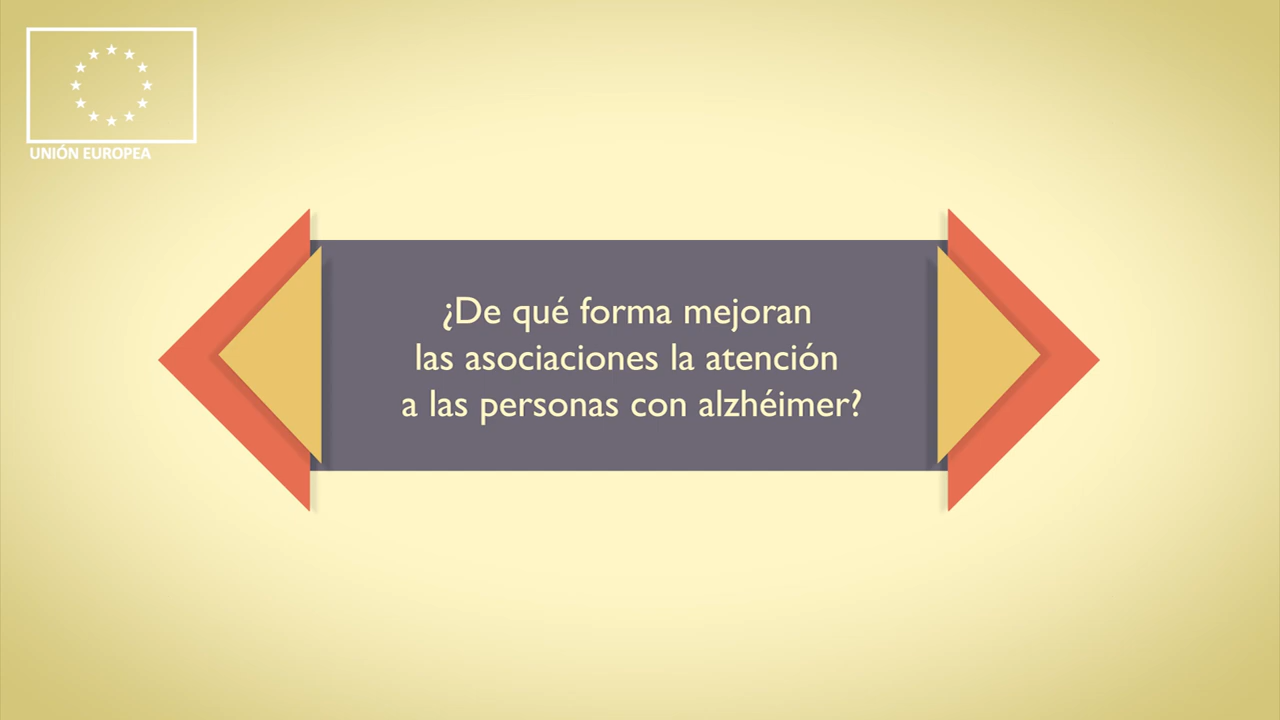 UNIÓN EUROPEA
¿De qué forma mejoran
las asociaciones la atención
a las personas con alzhéimer?